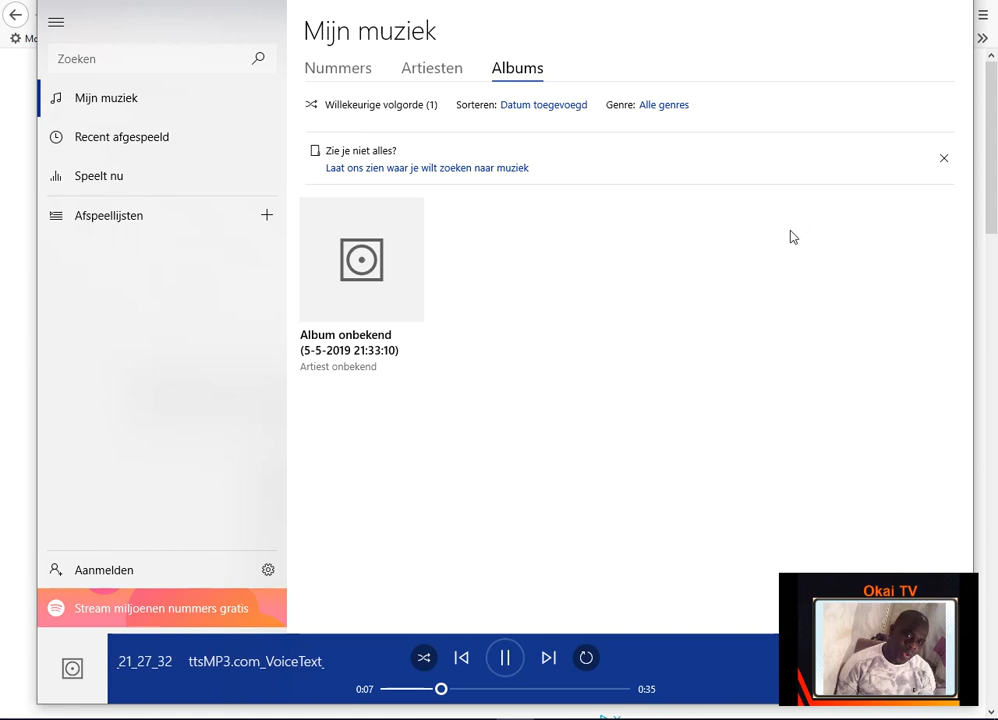 Mijn muziek
Nummers Artiesten Albums
Zoeken
Mijn muziek
Recent afgespeeld
Speelt nu
Afspeellijsten
Willekeurige volgorde (1) Sorteren: Datum toegevoegd Genre: Alle genres
Zie je niet alles?
Laat ons zien waar je wilt zoeken naar muziek
Album onbekend
(5-5-2019 21:33:10)
Artiest onbekend
Aanmelden
Stream miljoenen nummers gratis
_21_27_32 ttsMP3.com_VoiceText_
0:07 0:35
Okai TV